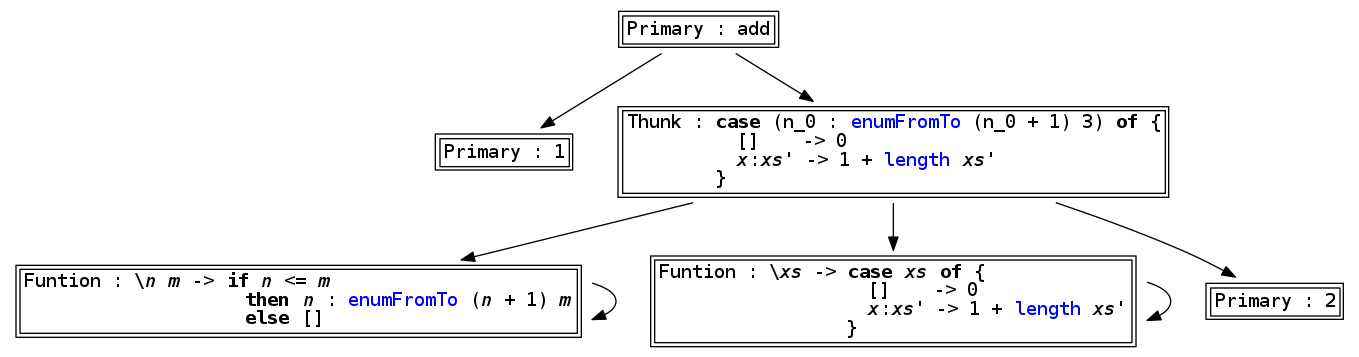 Primary : add
Primary : 1
Thunk : case (n_0 : enumFromTo (n_0 + 1) 3) of {
[] -> 0
x:xs' -> 1 + length xs'
}
Funtion : \n m -> if n <= m
then n : enumFromTo (n + 1) m
else []
Funtion : \xs -> case xs of {
[] -> 0
x:xs' -> 1 + length xs'
}
Primary : 2